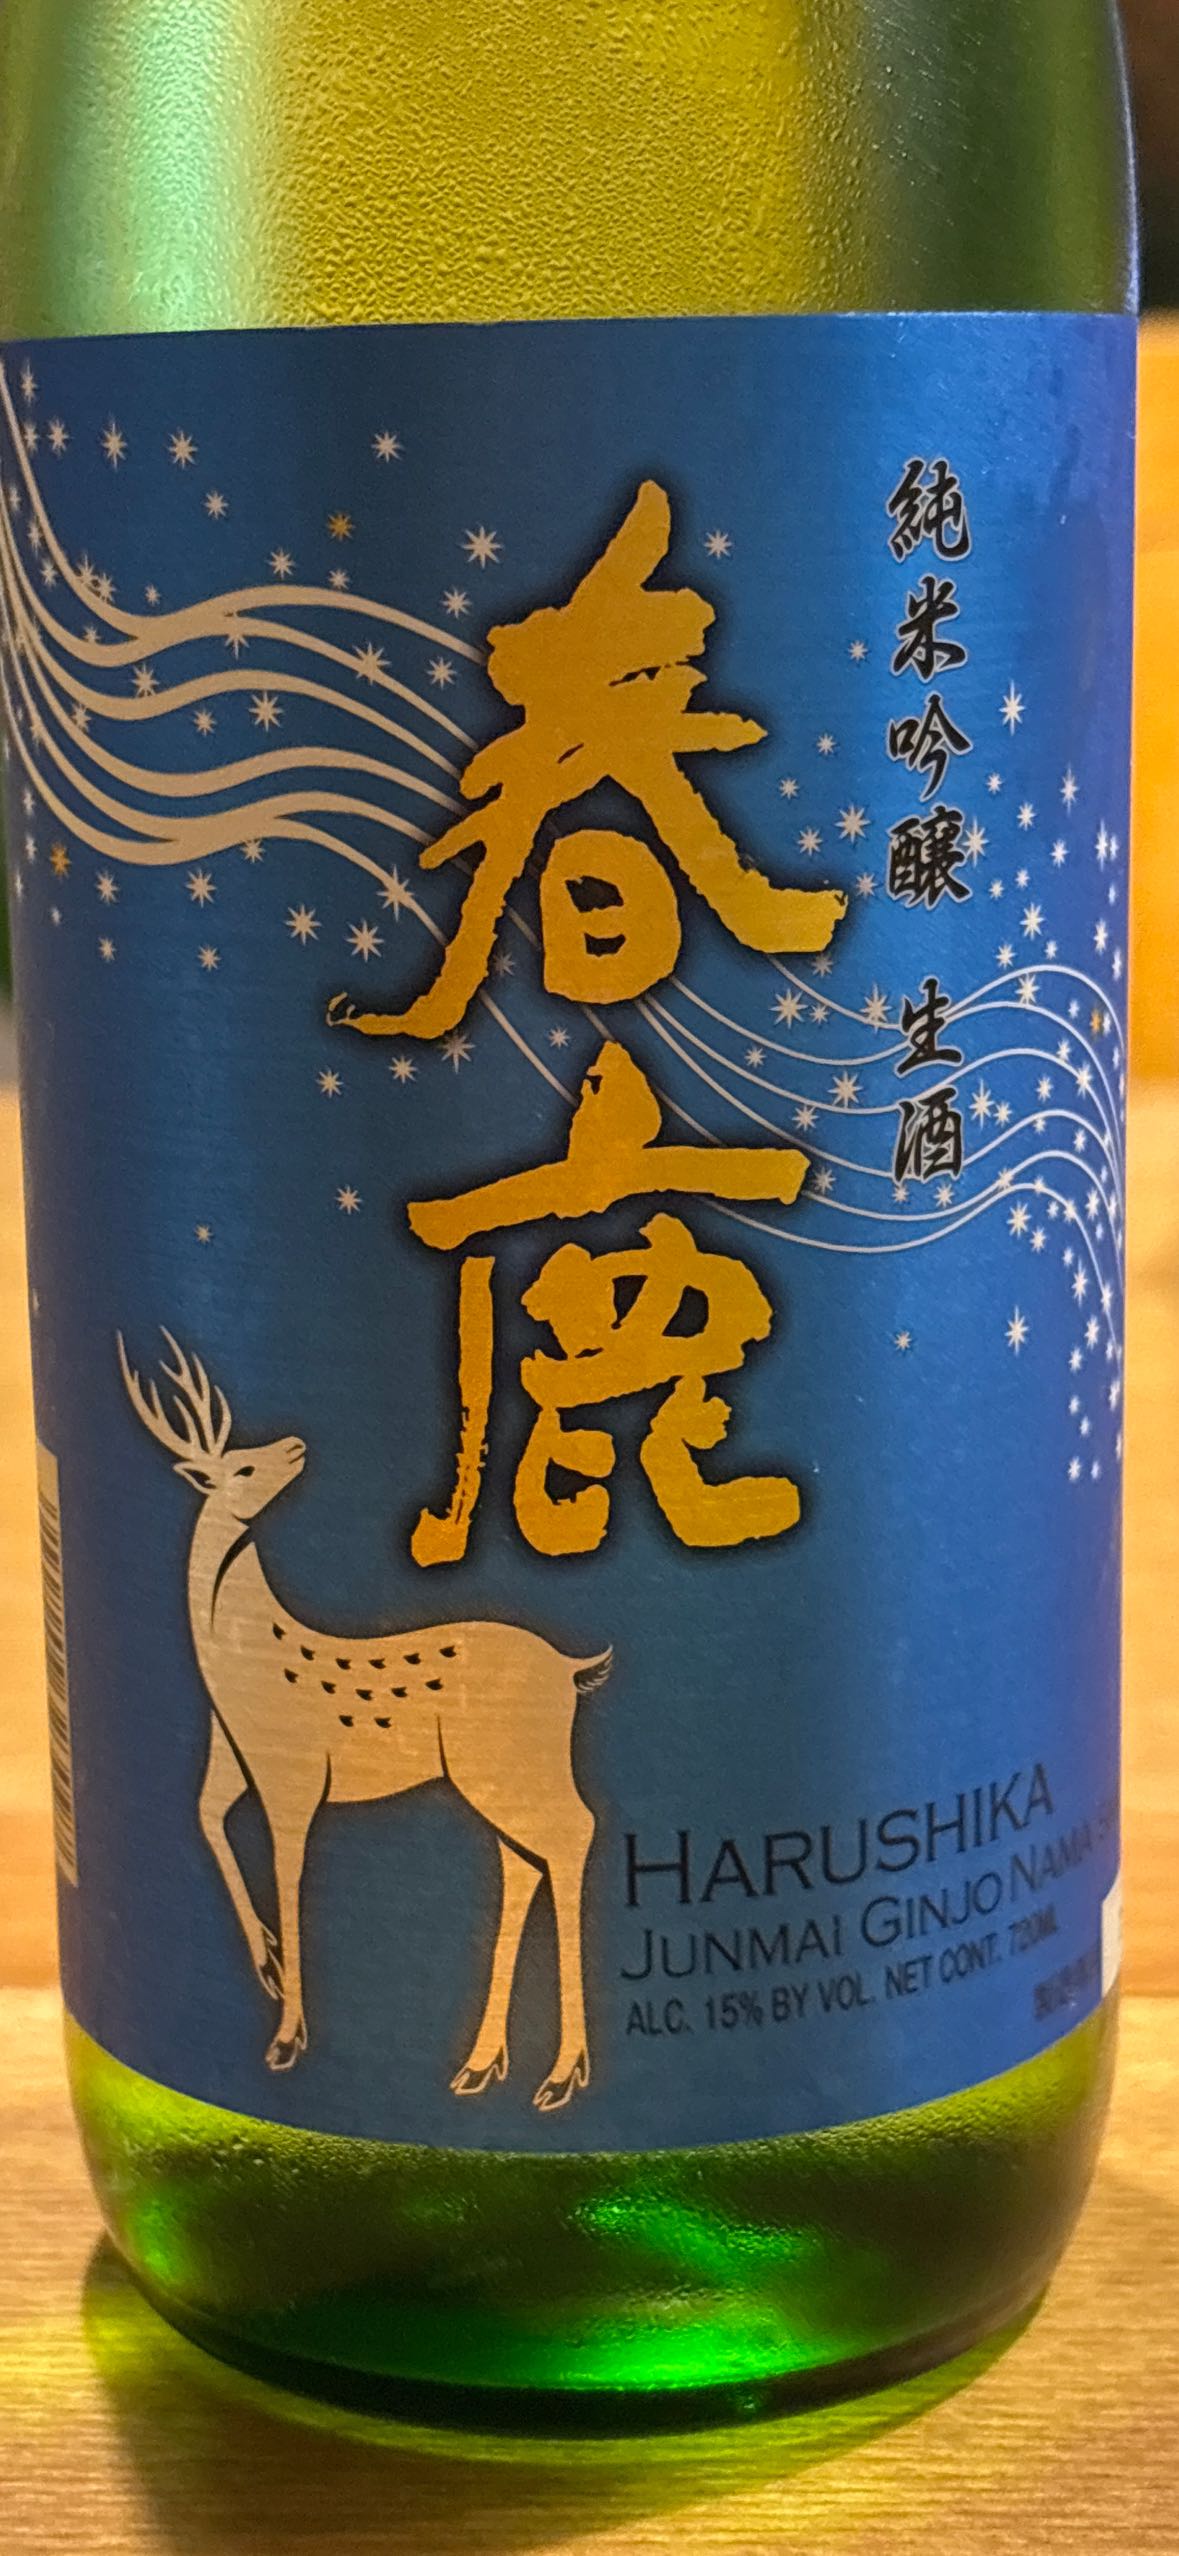 春鹿
純米吟醸 生酒
HARUSHIKA
JUNMAI GINJO NAMA
ALC. 15% BY VOL. NET CONT. 720ML